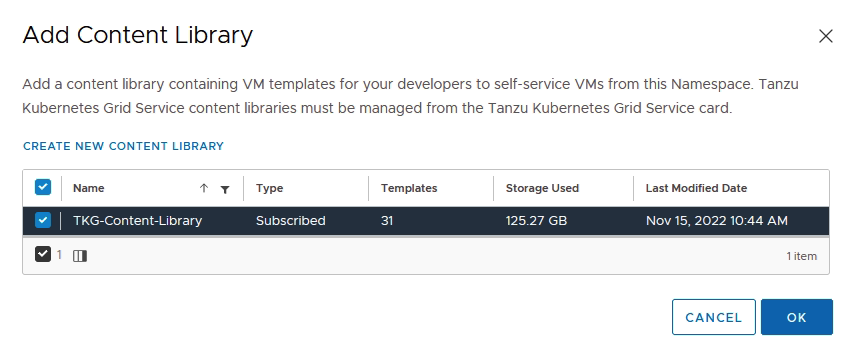 Add Content Library
Add a content library containing VM templates for your developers to self-service VMs from this Namespace. Tanzu
Kubernetes Grid Service content libraries must be managed from the Tanzu Kubernetes Grid Service card.
CREATE NEW CONTENT LIBRARY
Name Type Templates Storage Used Last Modified Date
TKG-Content-Library Subscribed 31 125.27 GB Nov 15, 2022 10:44 AM
1 1 item
CANCEL OK